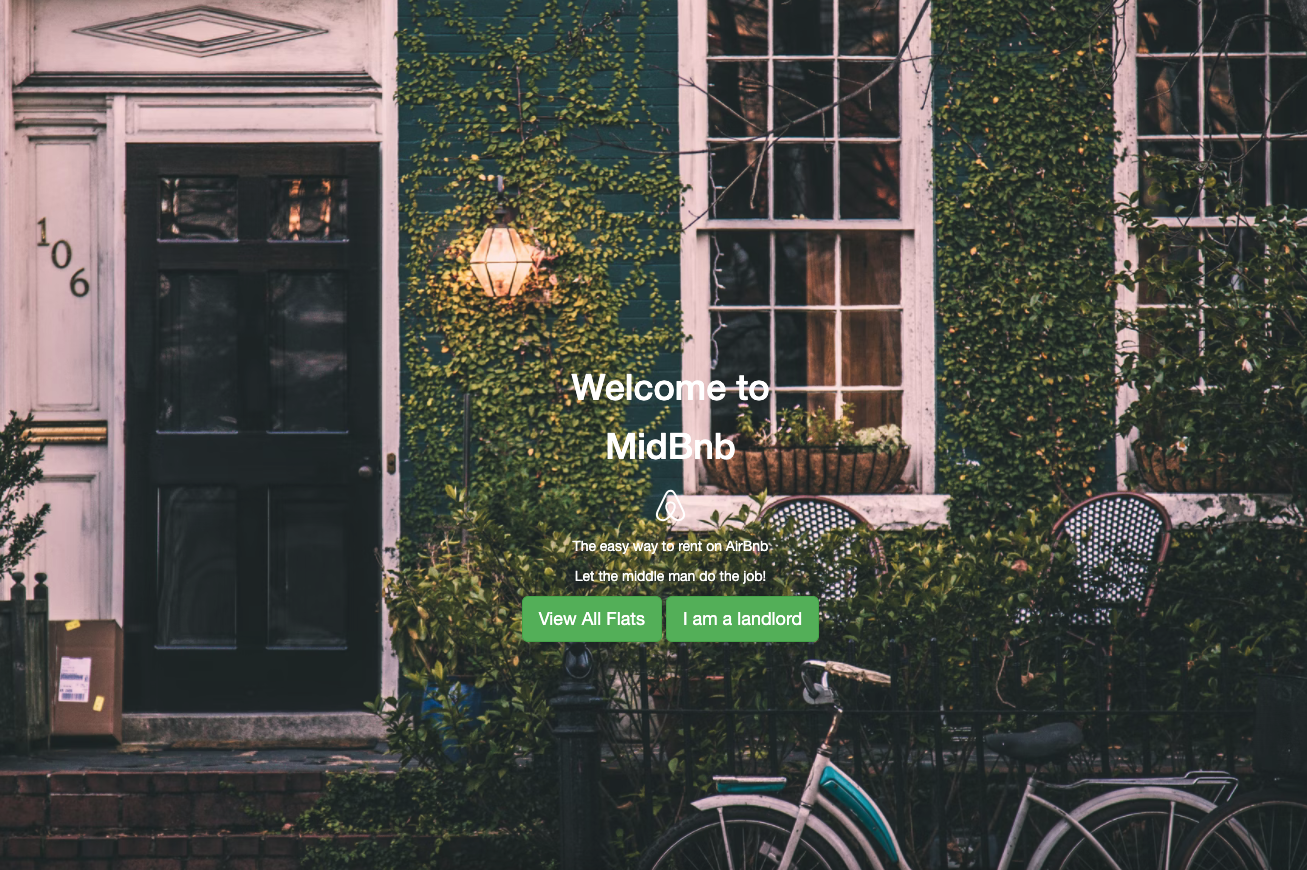 106
Welcome to
MidBnb
The easy way to rent on AirBnb
Let the middle man do the job!
View All Flats
I am a landlord